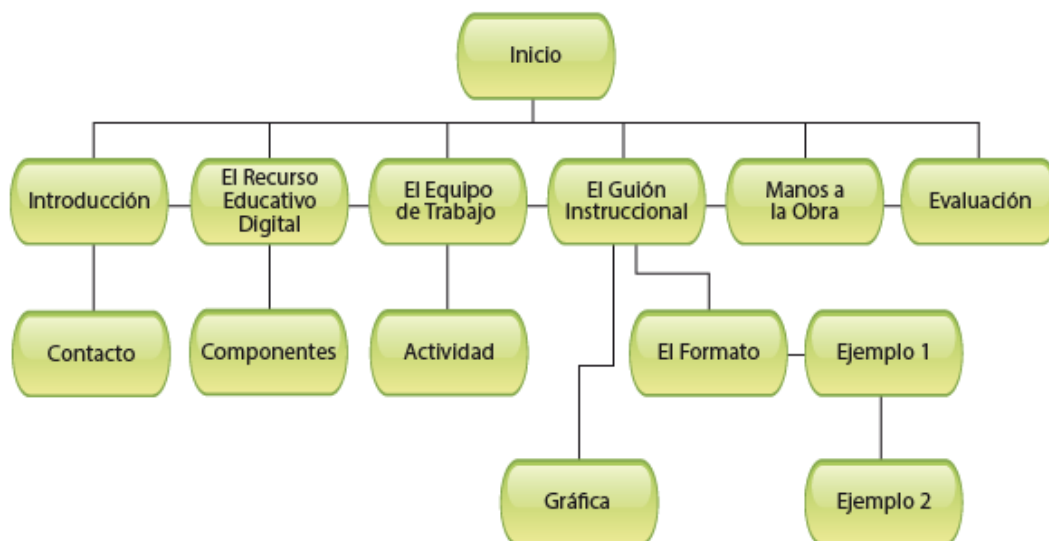 Inicio
Introducción
El Recurso
Educativo
Digital
El Equipo
de Trabajo
El Guión
Instruccional
Manos a
la Obra
Evaluación
Contacto
Componentes
Actividad
El Formato
Ejemplo 1
Gráfica
Ejemplo 2